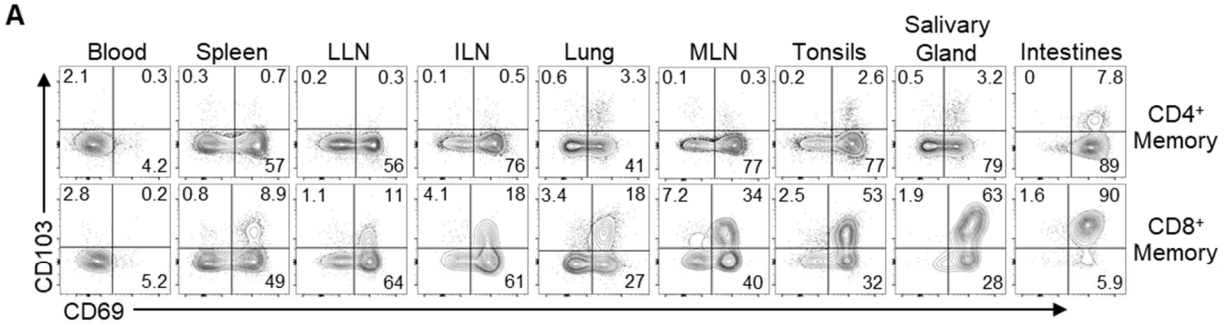 A
Blood Spleen LLN ILN Lung MLN Tonsils Salivary Gland Intestines
2.1 0.3 0.3 0.7 0.2 0.3 0.1 0.5 0.6 3.3 0.1 0.3 0.2 2.6 0.5 3.2 0 7.8
CD4+ Memory
4.2 57 56 76 41 77 77 79 89
2.8 0.2 0.8 8.9 1.1 11 4.1 18 3.4 18 7.2 34 2.5 53 1.9 63 1.6 90
CD8+ Memory
5.2 49 64 61 27 40 32 28 5.9
CD103
CD69